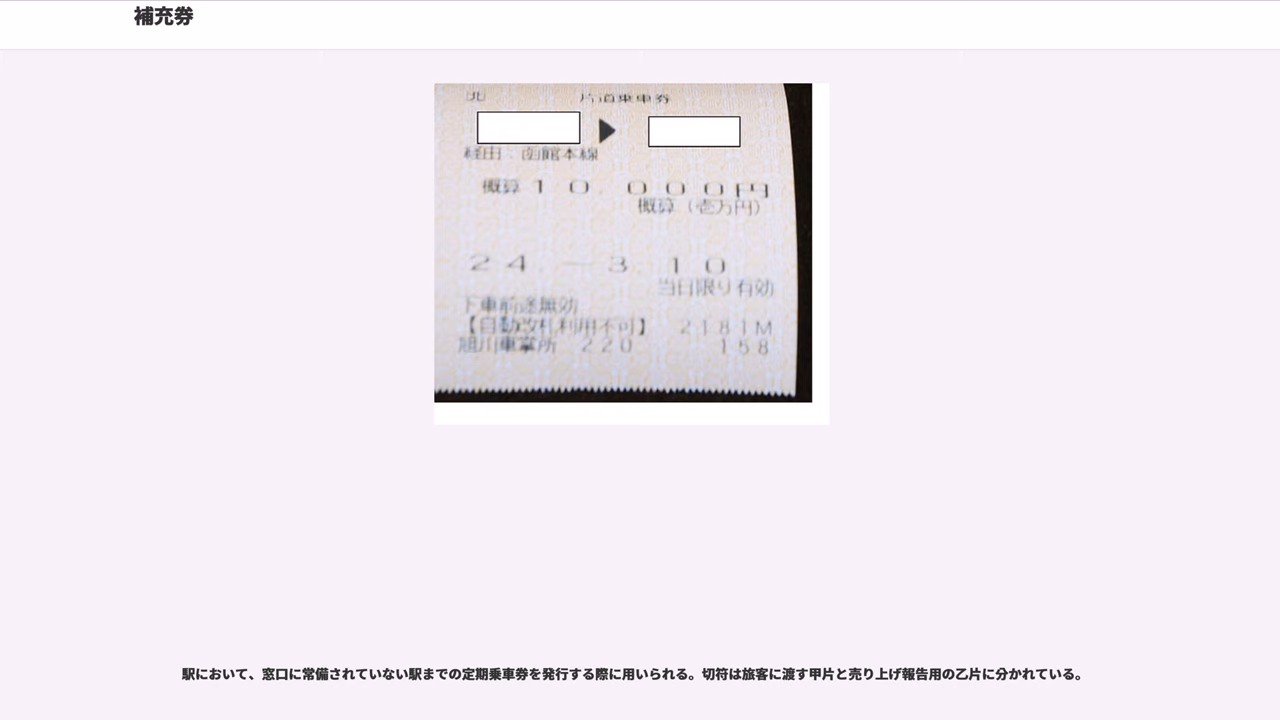 補充券
片道乗車券
経由 函館本線
概算 10.000円
概算(壱万円)
24.-3.10
当日限り有効
下車前途無効
【自動改札利用不可】 2181M
旭川車掌所 220 158
駅において、窓口に常備されていない駅までの定期乗車券を発行する際に用いられる。切符は旅客に渡す甲片と売り上げ報告用の乙片に分かれている。